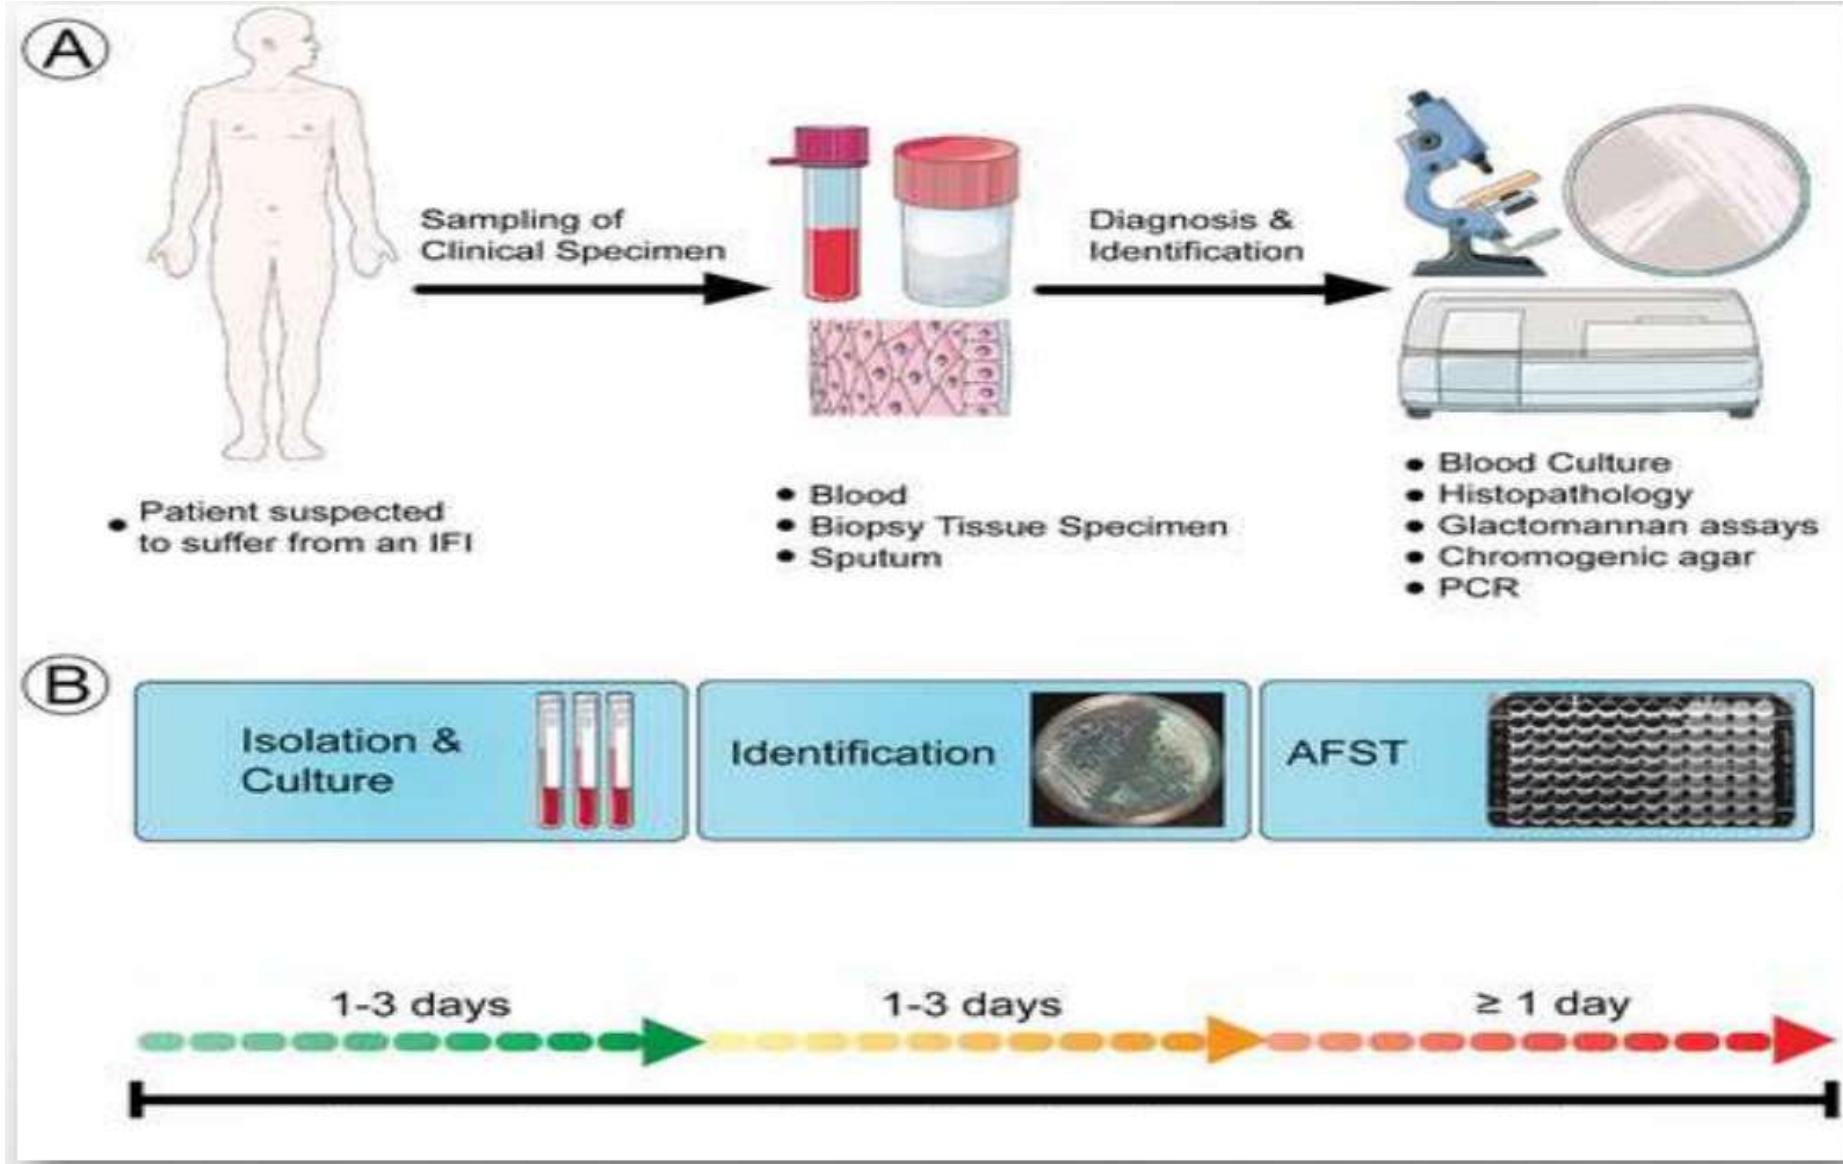 A
Sampling of
Clinical Specimen
Diagnosis &
Identification
• Patient suspected
to suffer from an IFI
• Blood
• Biopsy Tissue Specimen
• Sputum
• Blood Culture
• Histopathology
• Glactomannan assays
• Chromogenic agar
• PCR
B
Isolation &
Culture
Identification
AFST
1-3 days
1-3 days
≥ 1 day